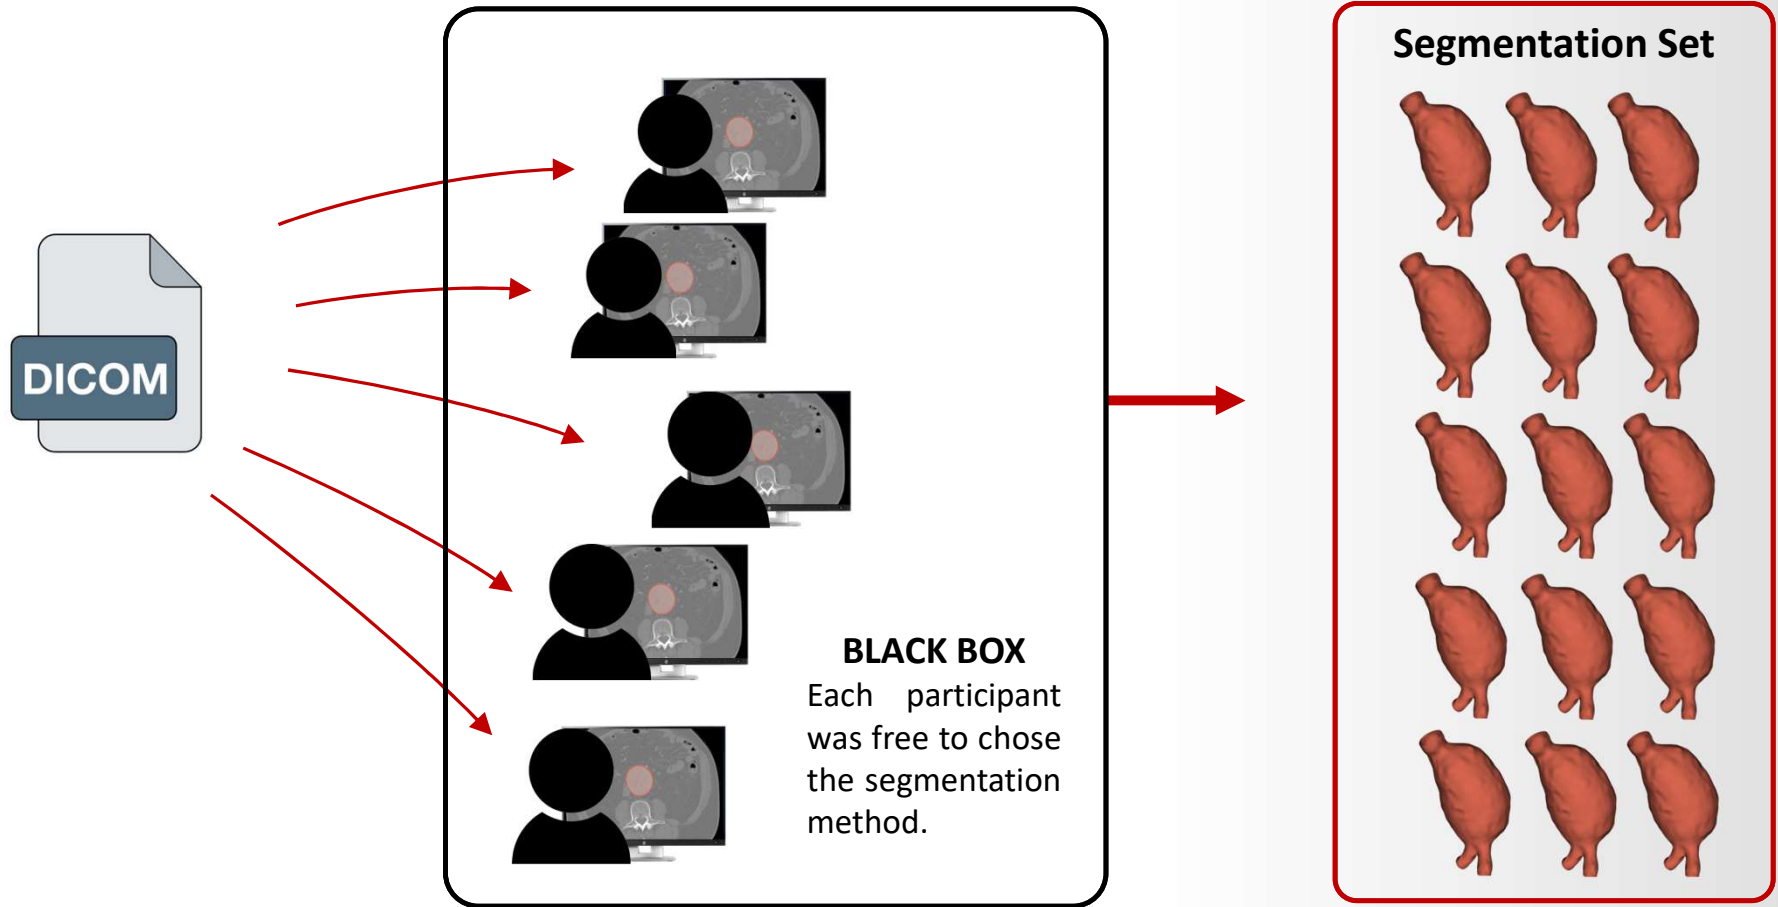 Segmentation Set
DICOM
BLACK BOX
Each participant
was free to chose
the segmentation
method.